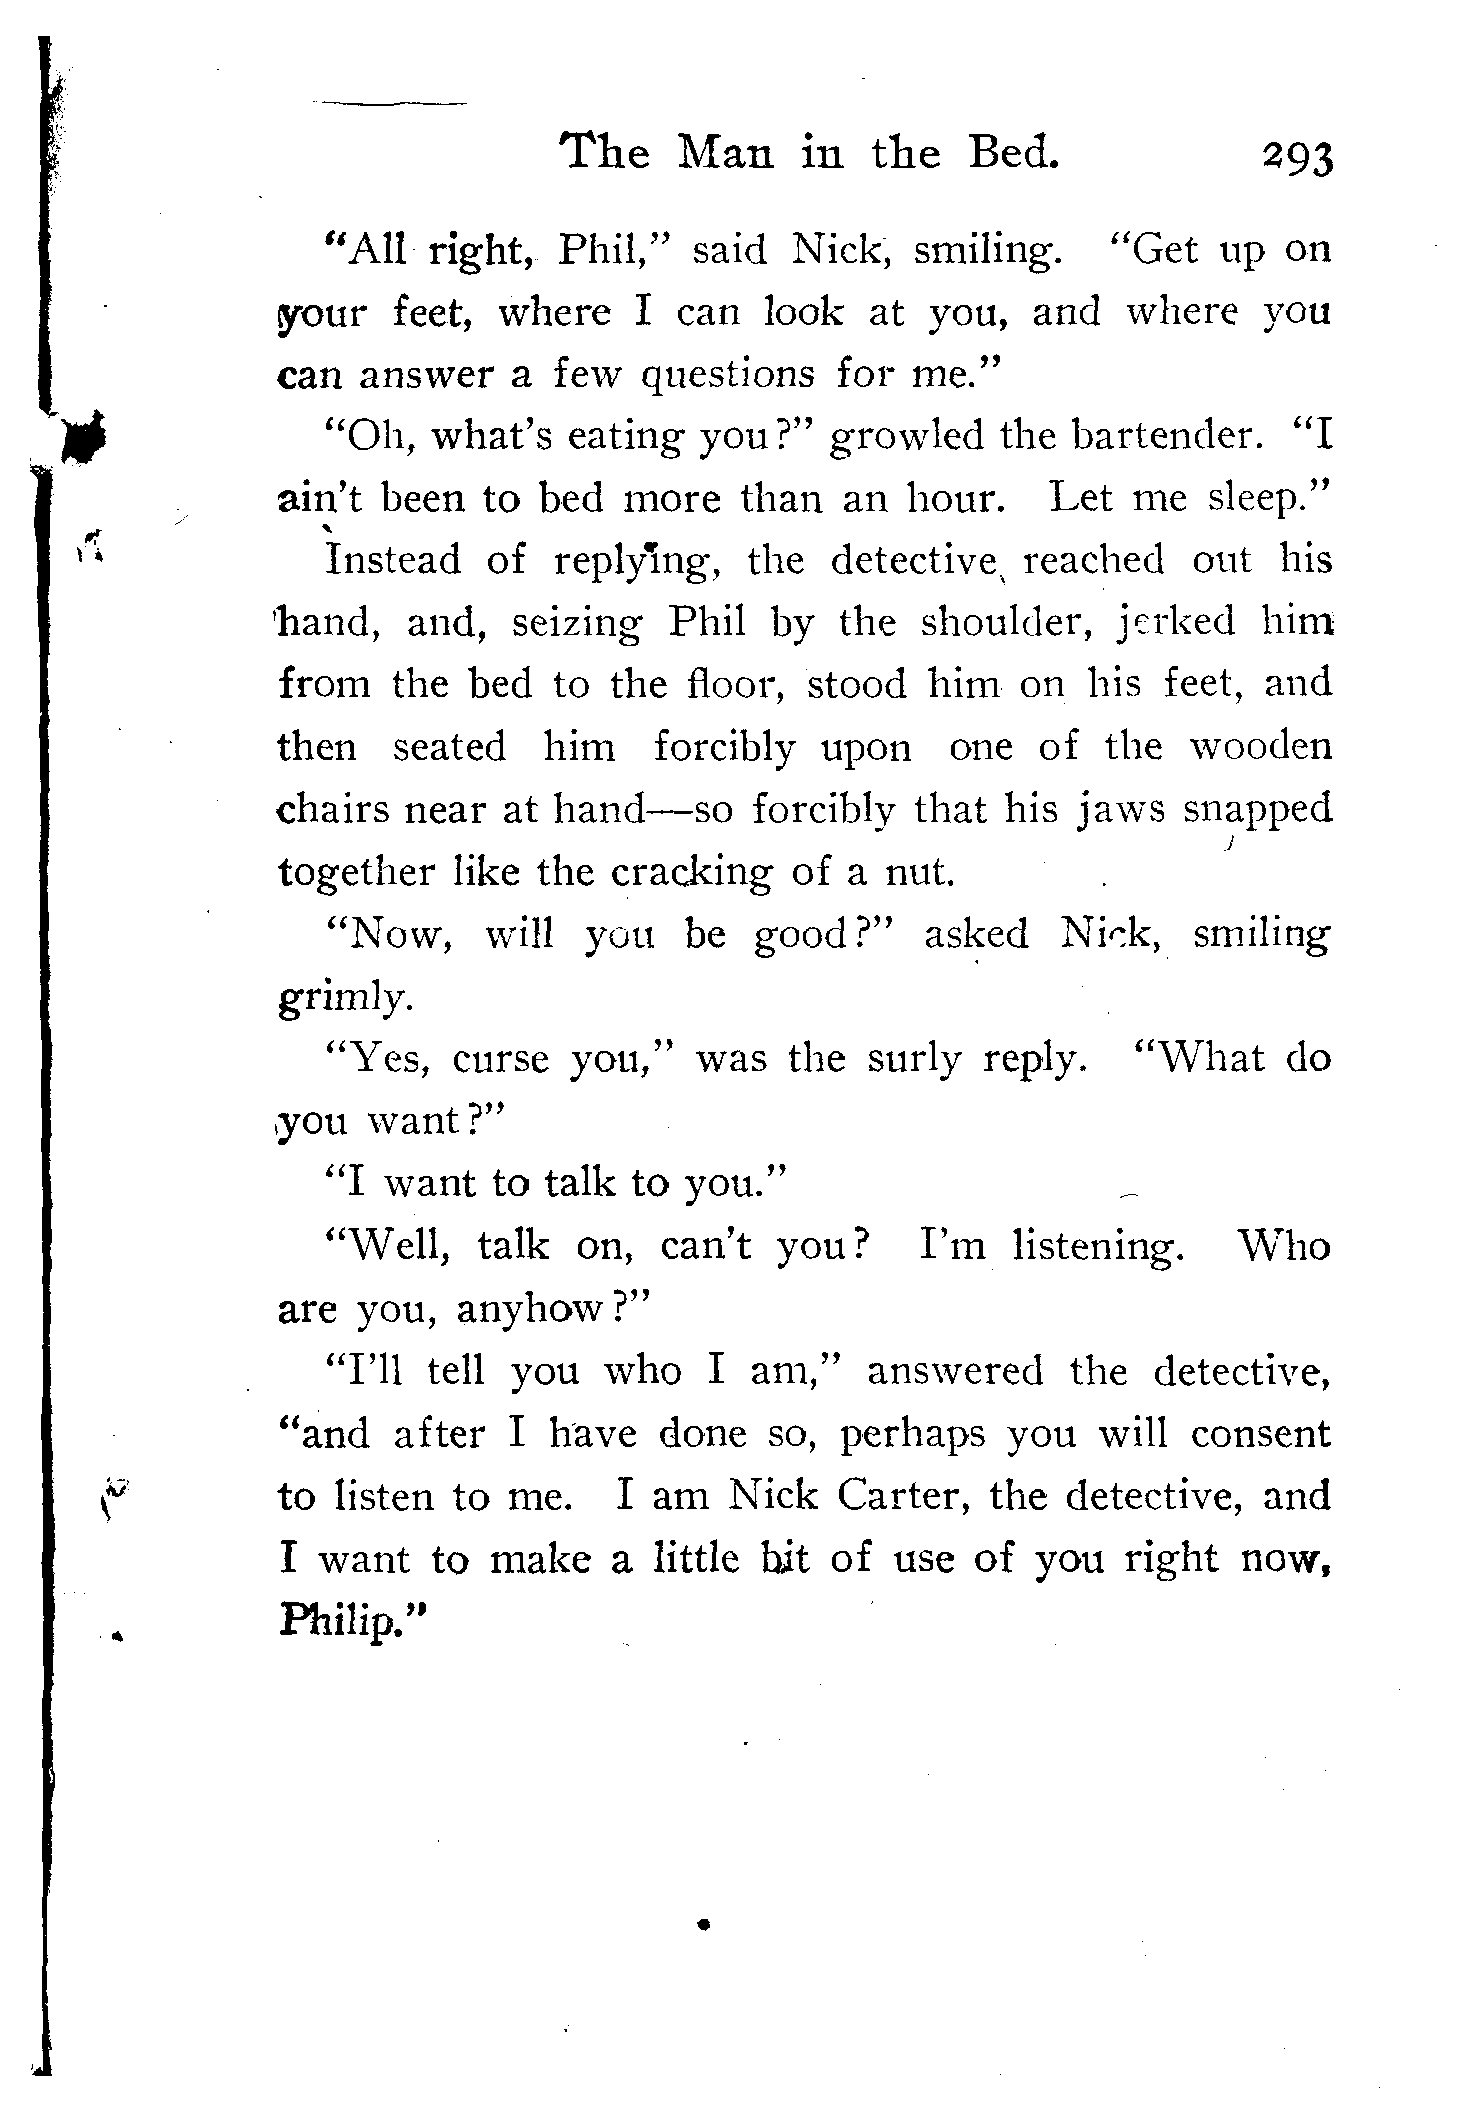 The Man in the Bed. 293
“All right, Phil,” said Nick, smiling. “Get up on
your feet, where I can look at you, and where you
can answer a few questions for me.”
“Oh, what’s eating you?” growled the bartender. “I
ain’t been to bed more than an hour. Let me sleep.”
Instead of replying, the detective reached out his
hand, and, seizing Phil by the shoulder, jerked him
from the bed to the floor, stood him on his feet, and
then seated him forcibly upon one of the wooden
chairs near at hand—so forcibly that his jaws snapped
together like the cracking of a nut.
“Now, will you be good?” asked Nick, smiling
grimly.
“Yes, curse you,” was the surly reply. “What do
you want?”
“I want to talk to you.”
“Well, talk on, can’t you? I’m listening. Who
are you, anyhow?”
“I’ll tell you who I am,” answered the detective,
“and after I have done so, perhaps you will consent
to listen to me. I am Nick Carter, the detective, and
I want to make a little bit of use of you right now,
Philip.”